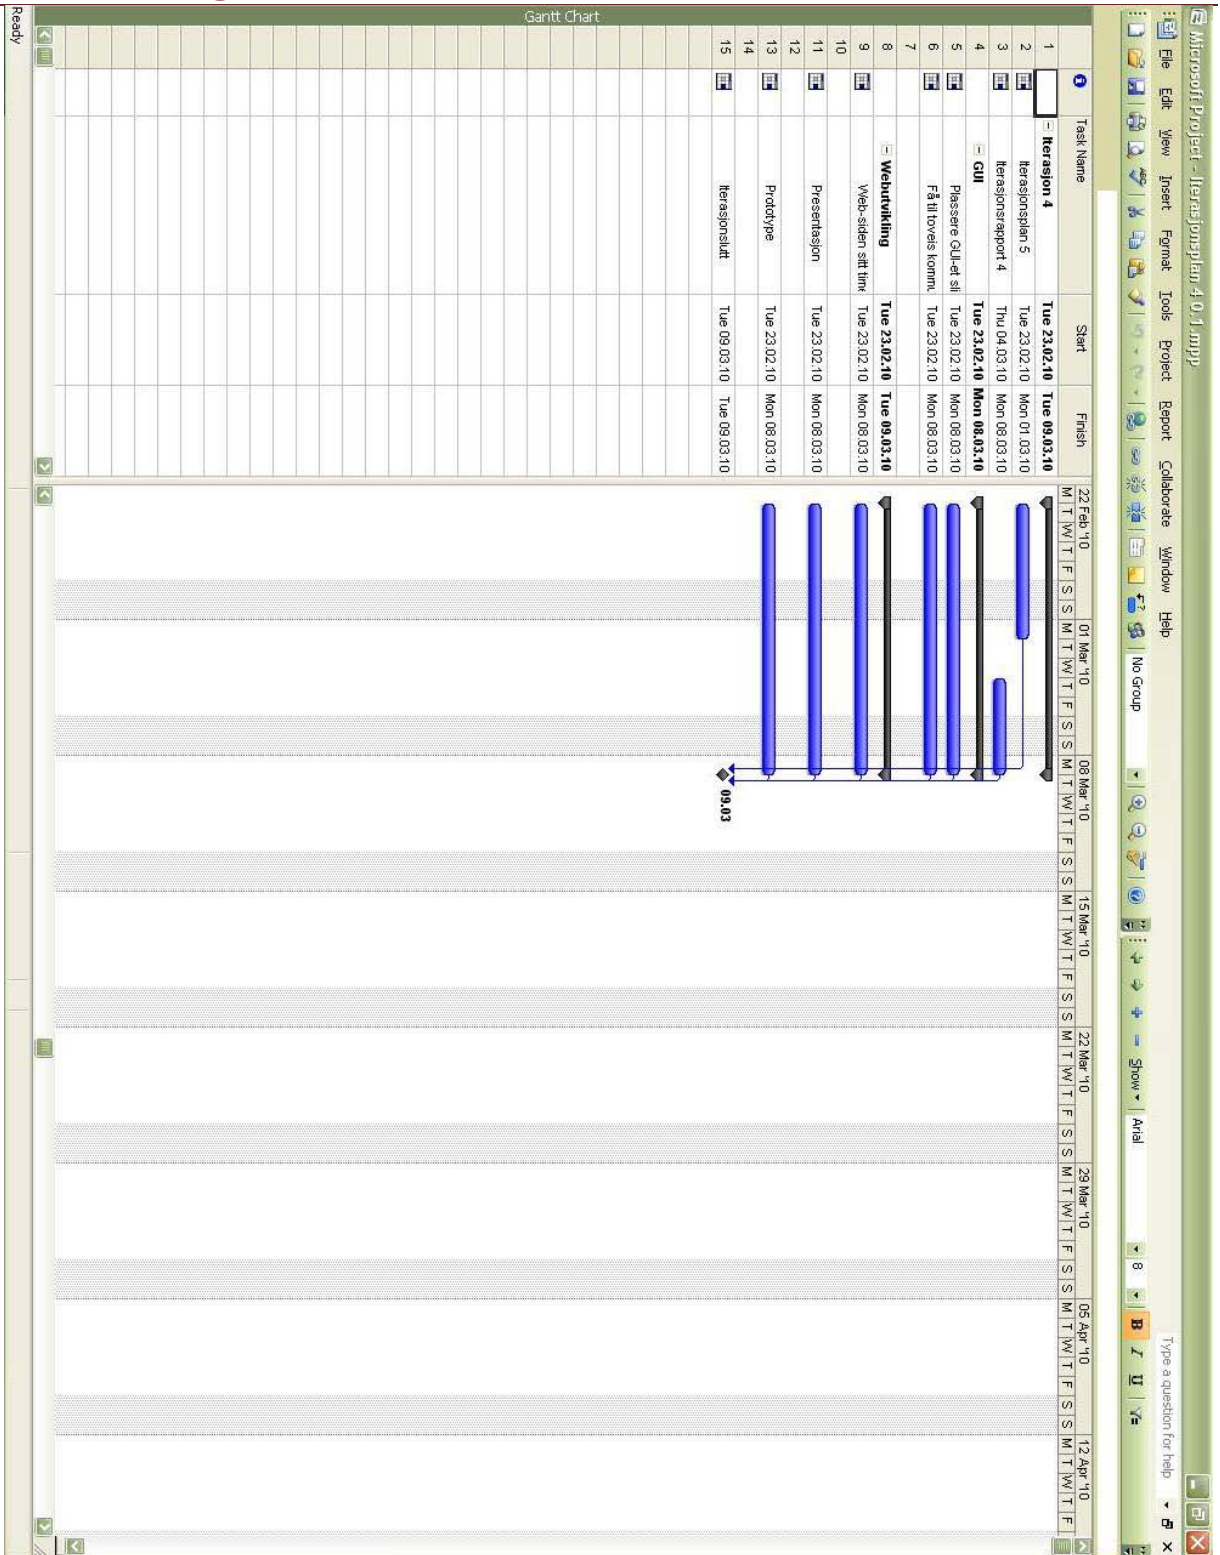 Microsoft Project - Iterasjonsplan 4 0.1.mpp
File Edit View Insert Format Tools Project Report Collaborate Window Help Type a question for help
No Group Show Arial 8 B I U Y=
Task Name Start Finish 22 Feb '10 01 Mar '10 08 Mar '10 15 Mar '10 22 Mar '10 29 Mar '10 05 Apr '10 12 Apr '10
M T W T F S S M T W T F S S M T W T F S S M T W T F S S M T W T F S S M T W T F S S M T W T F S S M T W T F
1 Iterasjon 4 Tue 23.02.10 Tue 09.03.10
2 Iterasjonsplan 5 Tue 23.02.10 Mon 01.03.10
3 Iterasjonsrapport 4 Thu 04.03.10 Mon 08.03.10
4 GUI Tue 23.02.10 Mon 08.03.10
5 Plassere GUI-et sli Tue 23.02.10 Mon 08.03.10
6 Få til toveis kommu Tue 23.02.10 Mon 08.03.10
7
8 Webutvikling Tue 23.02.10 Tue 09.03.10
9 Web-siden sitt time Tue 23.02.10 Mon 08.03.10
10
11 Presentasjon Tue 23.02.10 Mon 08.03.10
12
13 Prototype Tue 23.02.10 Mon 08.03.10
14
15 Iterasjonslutt Tue 09.03.10 Tue 09.03.10 09.03
Gantt Chart
Ready